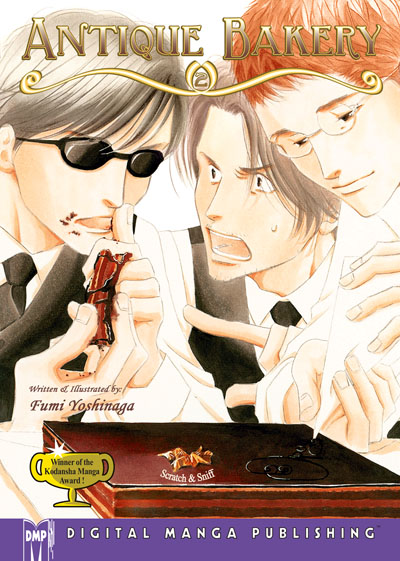 ANTIQUE BAKERY
2
Written & Illustrated by:
Fumi Yoshinaga
Winner of the
Kodansha Manga
Award !
Scratch & Sniff
DMP
DIGITAL MANGA PUBLISHING